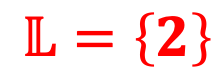 𝕃 = {2}